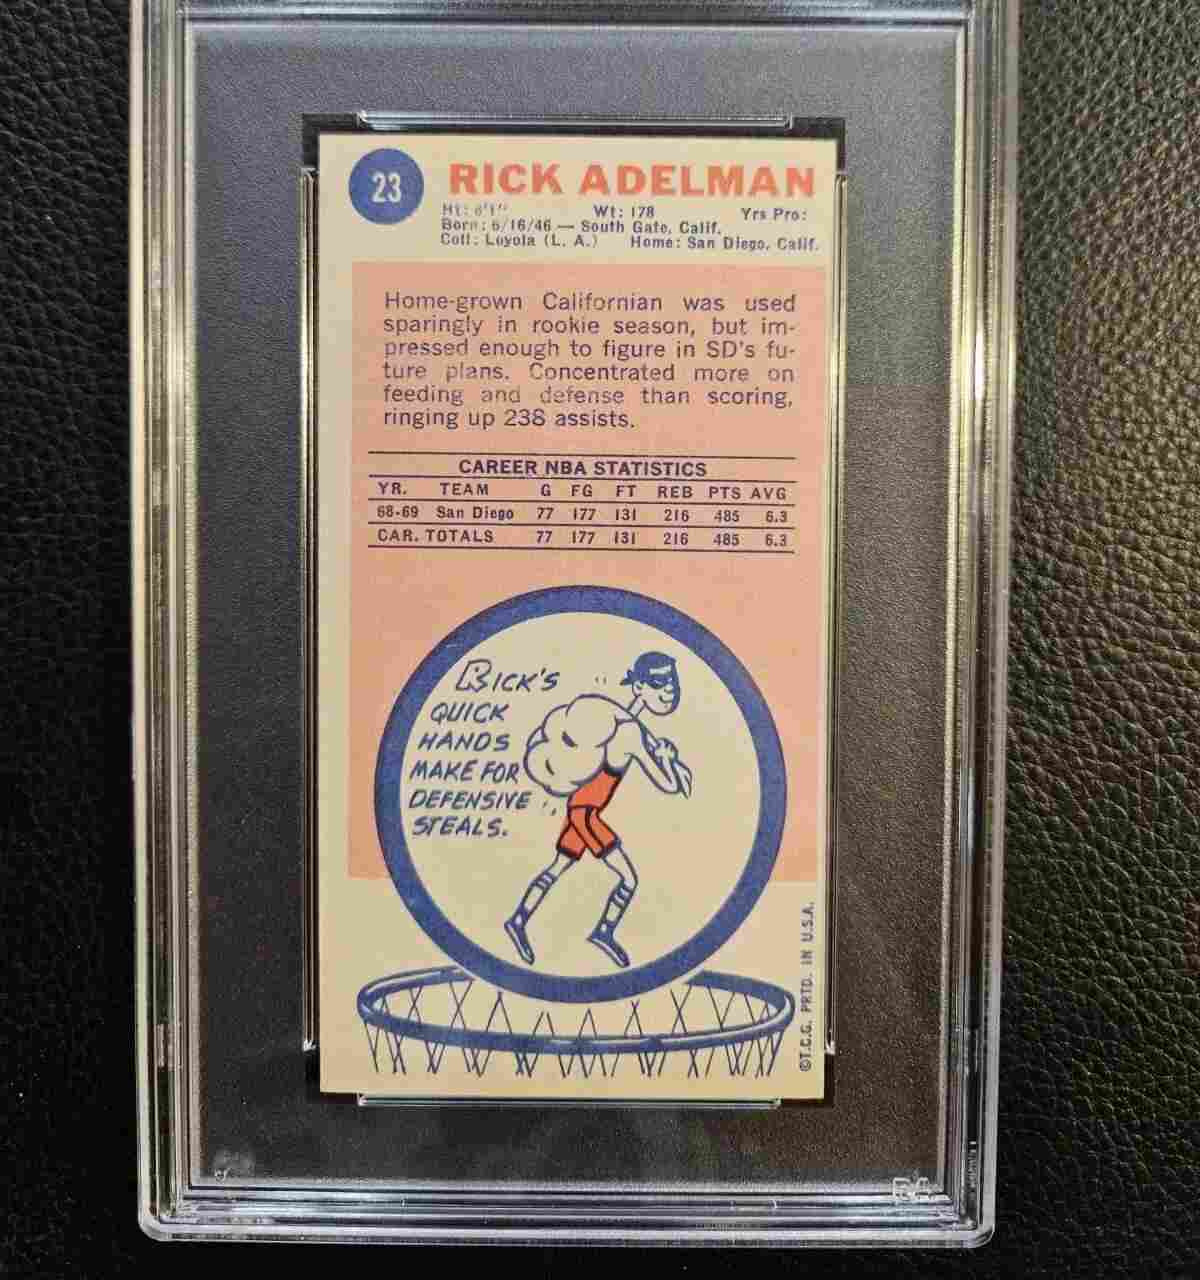 23
RICK ADELMAN
Ht: 6'1" Wt: 178 Yrs Pro:
Born: 6/16/46 — South Gate, Calif.
Coll: Loyola (L. A.) Home: San Diego, Calif.
Home-grown Californian was used
sparingly in rookie season, but im-
pressed enough to figure in SD's fu-
ture plans. Concentrated more on
feeding and defense than scoring,
ringing up 238 assists.
CAREER NBA STATISTICS
YR. TEAM G FG FT REB PTS AVG
68-69 San Diego 77 177 131 216 485 6.3
CAR. TOTALS 77 177 131 216 485 6.3
RICK'S
QUICK
HANDS
MAKE FOR
DEFENSIVE
STEALS.
©T.C.G. PRTD. IN U.S.A.